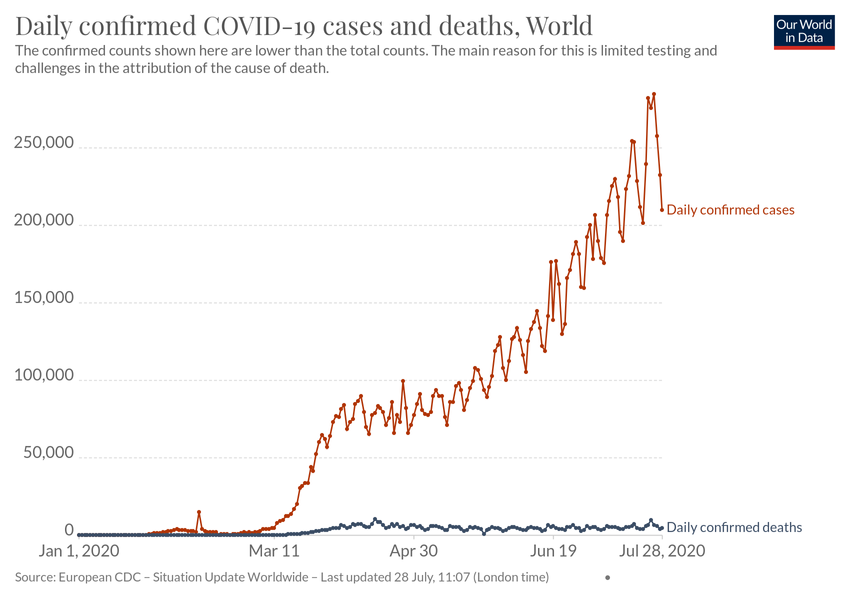 Daily confirmed COVID-19 cases and deaths, World
Our World
in Data
The confirmed counts shown here are lower than the total counts. The main reason for this is limited testing and
challenges in the attribution of the cause of death.
250,000
200,000
Daily confirmed cases
150,000
100,000
50,000
0
Daily confirmed deaths
Jan 1, 2020
Mar 11
Apr 30
Jun 19
Jul 28, 2020
Source: European CDC – Situation Update Worldwide – Last updated 28 July, 11:07 (London time)